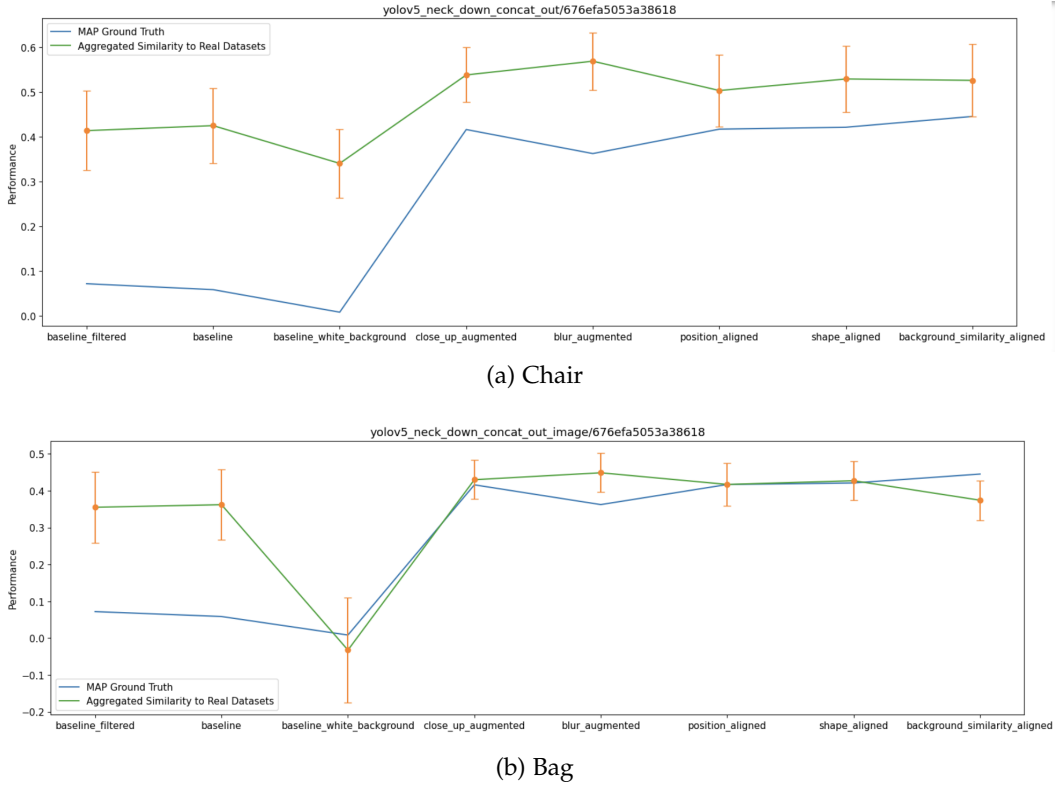 yolov5_neck_down_concat_out/676efa5053a38618
MAP Ground Truth
Aggregated Similarity to Real Datasets
0.6
0.5
0.4
0.3
0.2
0.1
0.0
Performance
baseline_filtered baseline baseline_white_background close_up_augmented blur_augmented position_aligned shape_aligned background_similarity_aligned
(a) Chair
yolov5_neck_down_concat_out_image/676efa5053a38618
0.5
0.4
0.3
0.2
0.1
0.0
−0.1
−0.2
Performance
MAP Ground Truth
Aggregated Similarity to Real Datasets
baseline_filtered baseline baseline_white_background close_up_augmented blur_augmented position_aligned shape_aligned background_similarity_aligned
(b) Bag